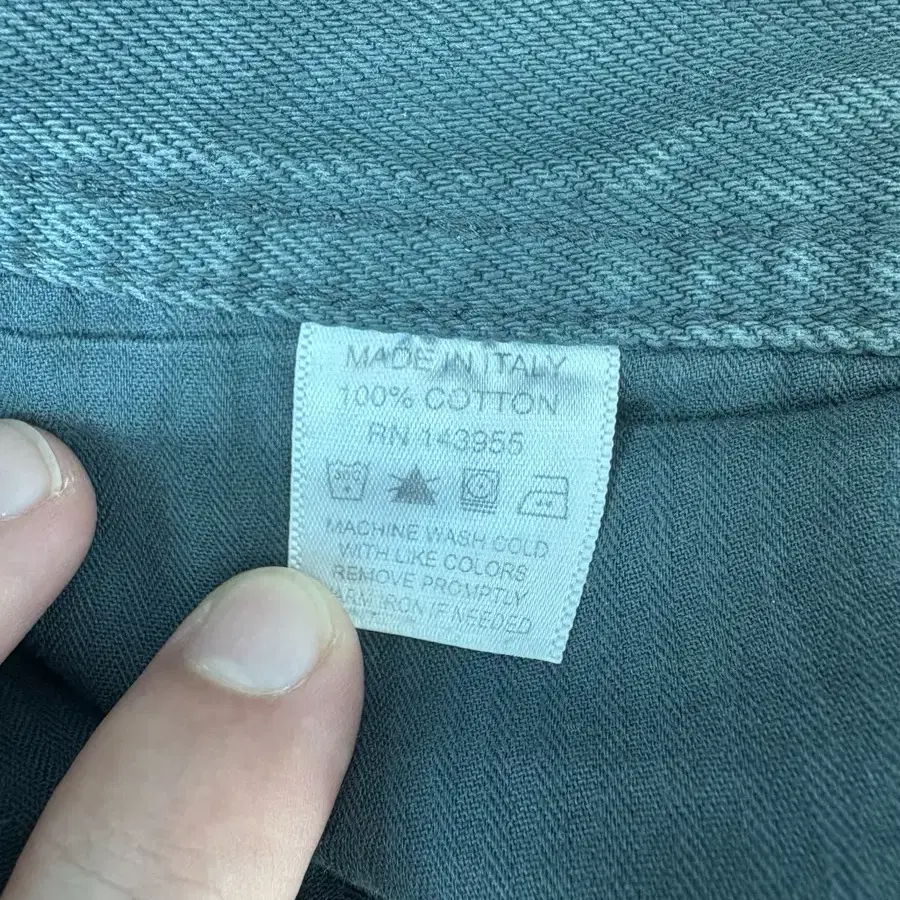 MADE IN ITALY
100% COTTON
RN 143955
MACHINE WASH COLD
WITH LIKE COLORS
REMOVE PROMPTLY
IRON IF NEEDED